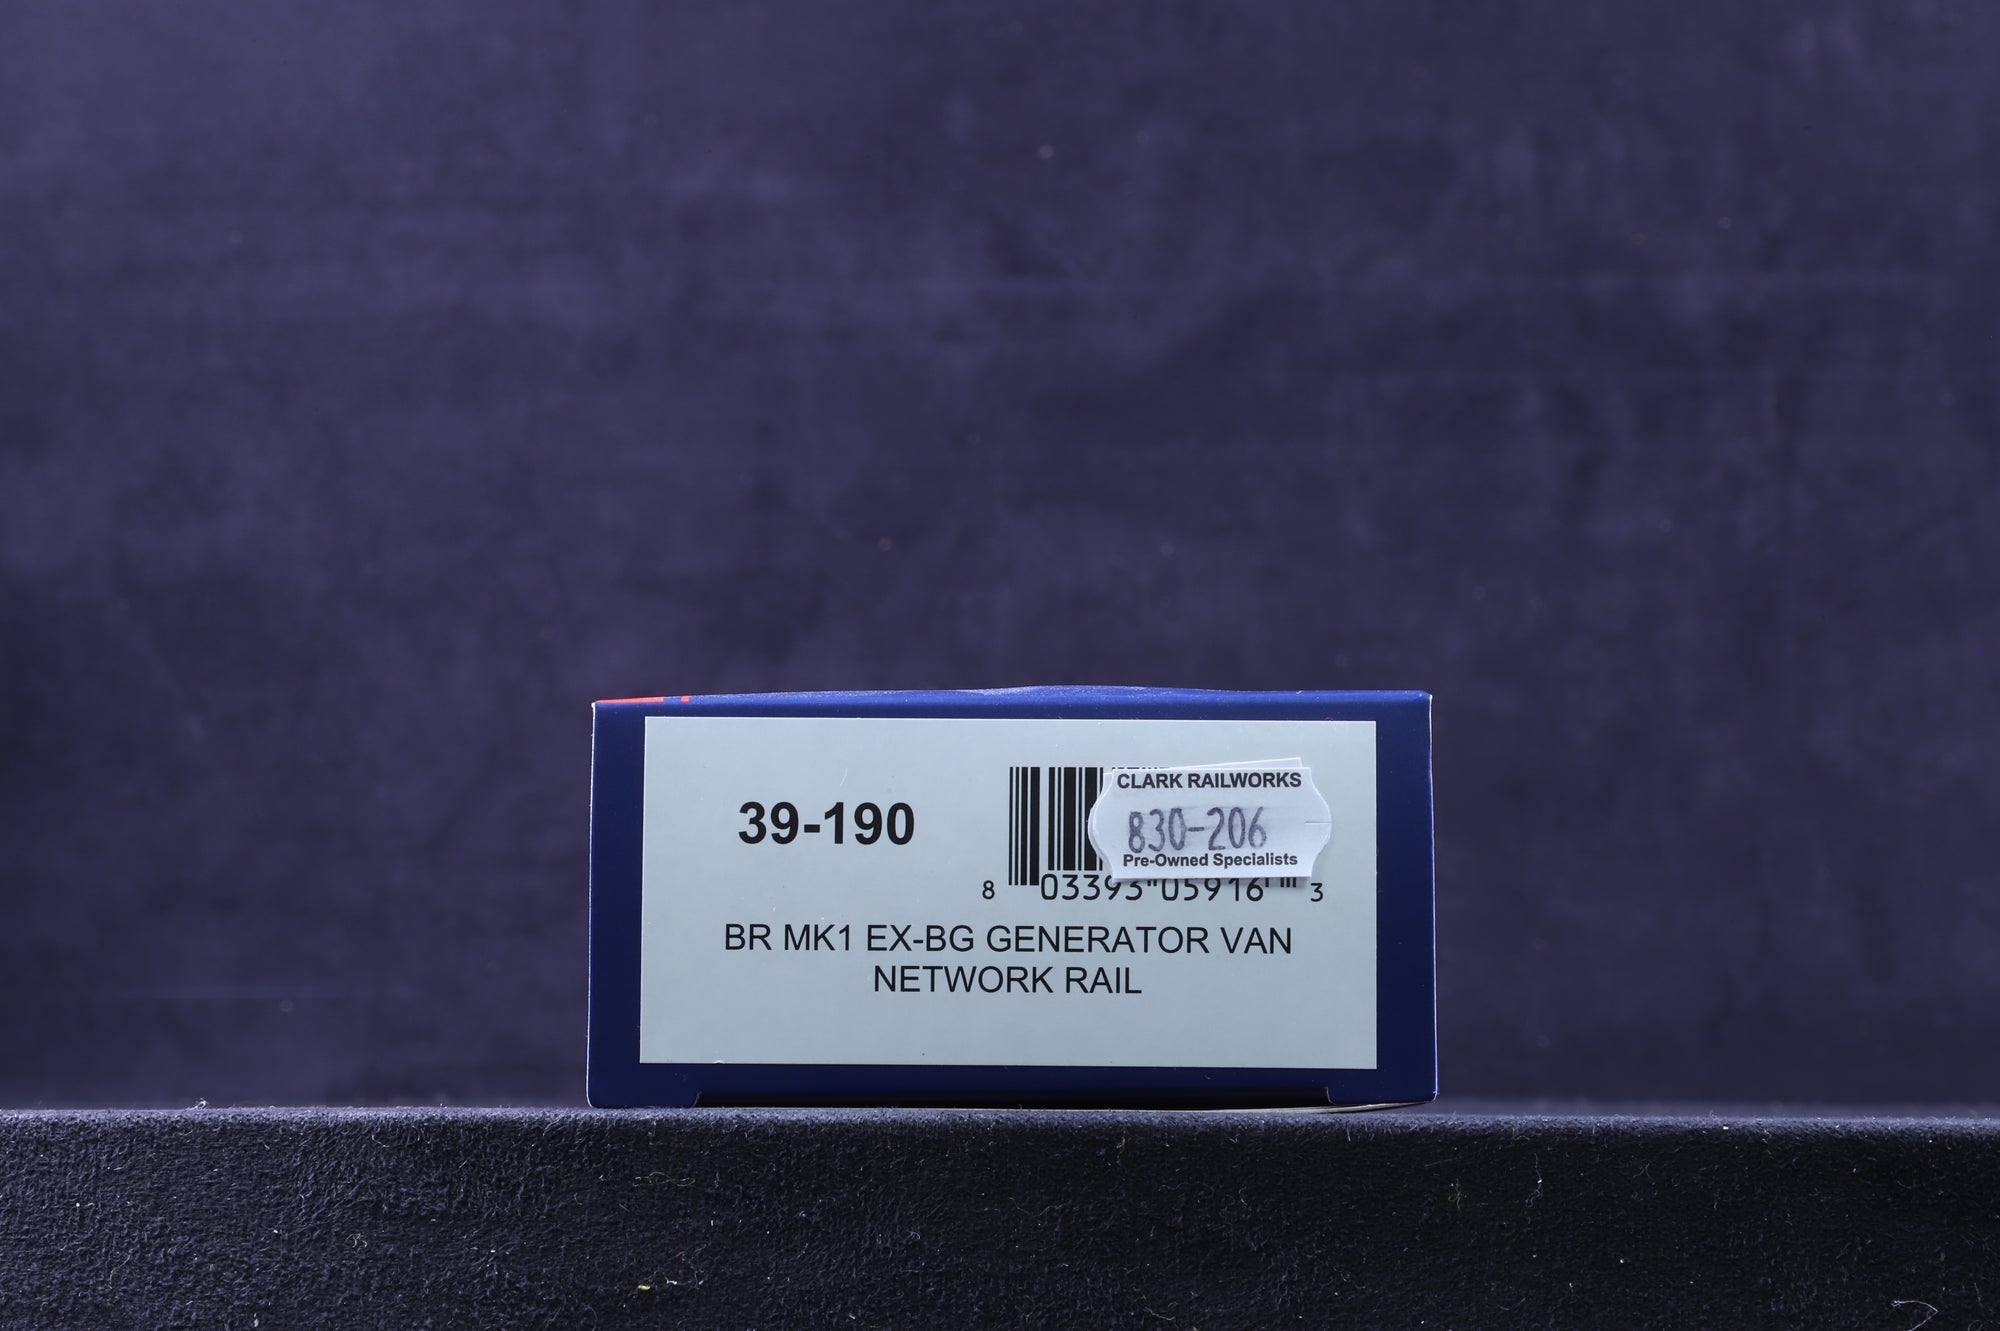 39-190
CLARK RAILWORKS
830-206
Pre-Owned Specialists
8 03393 05916 3
BR MK1 EX-BG GENERATOR VAN
NETWORK RAIL